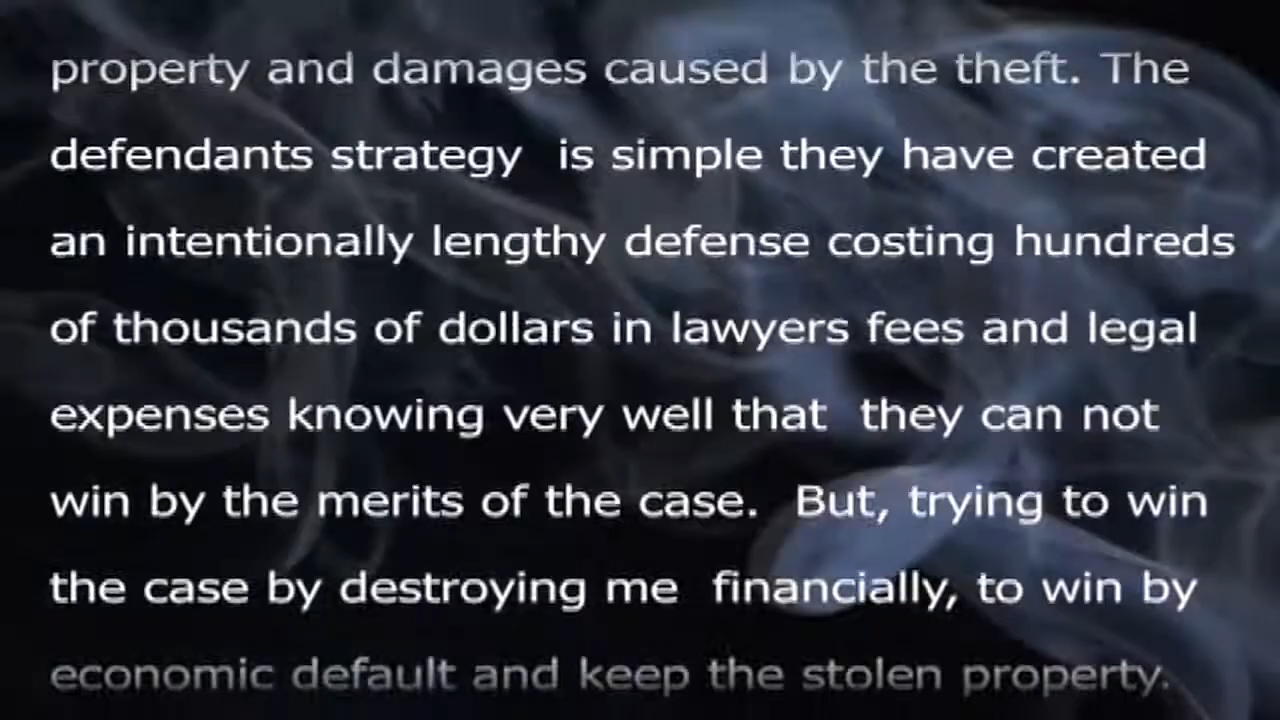 property and damages caused by the theft. The
defendants strategy  is simple they have created
an intentionally lengthy defense costing hundreds
of thousands of dollars in lawyers fees and legal
expenses knowing very well that  they can not
win by the merits of the case.  But, trying to win
the case by destroying me  financially, to win by
economic default and keep the stolen property.